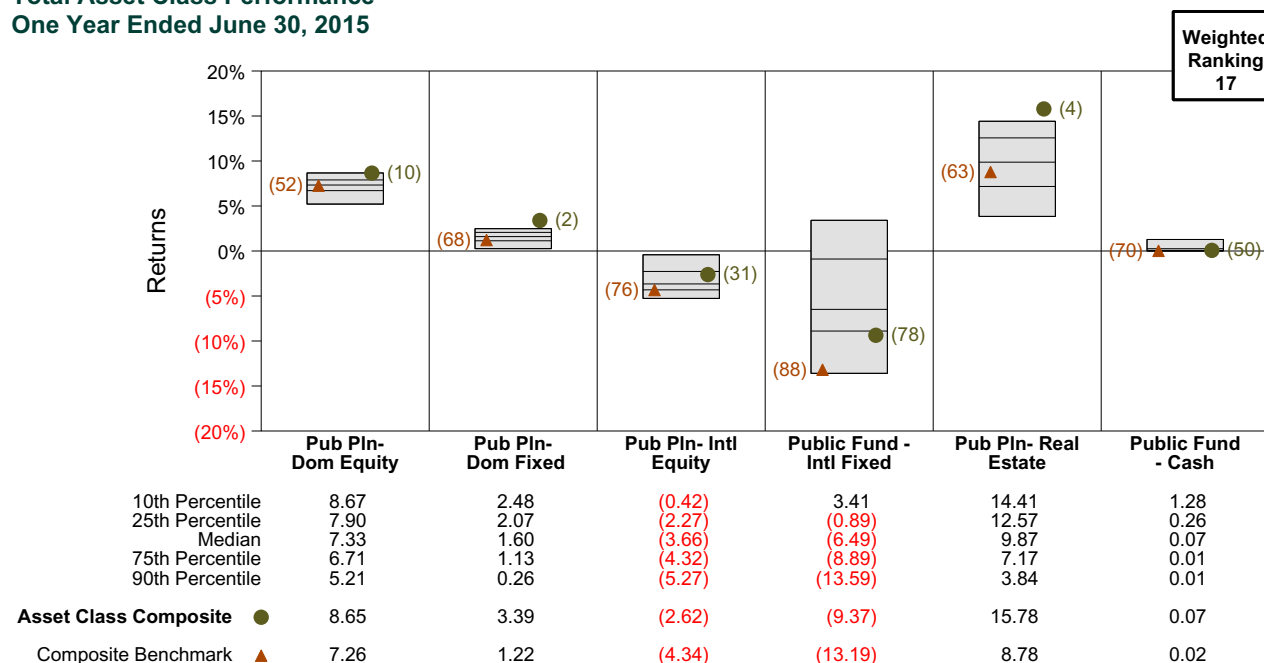 Total Asset Class Performance
One Year Ended June 30, 2015
Weighted
Ranking
17
20%
15%
10%
5%
0%
(5%)
(10%)
(15%)
(20%)
Returns
(52) (10)
(68) (2)
(76) (31)
(88) (78)
(63) (4)
(70) (50)
Pub Pln- Dom Equity
Pub Pln- Dom Fixed
Pub Pln- Intl Equity
Public Fund - Intl Fixed
Pub Pln- Real Estate
Public Fund - Cash
10th Percentile 8.67 2.48 (0.42) 3.41 14.41 1.28
25th Percentile 7.90 2.07 (2.27) (0.89) 12.57 0.26
Median 7.33 1.60 (3.66) (6.49) 9.87 0.07
75th Percentile 6.71 1.13 (4.32) (8.89) 7.17 0.01
90th Percentile 5.21 0.26 (5.27) (13.59) 3.84 0.01
Asset Class Composite 8.65 3.39 (2.62) (9.37) 15.78 0.07
Composite Benchmark 7.26 1.22 (4.34) (13.19) 8.78 0.02